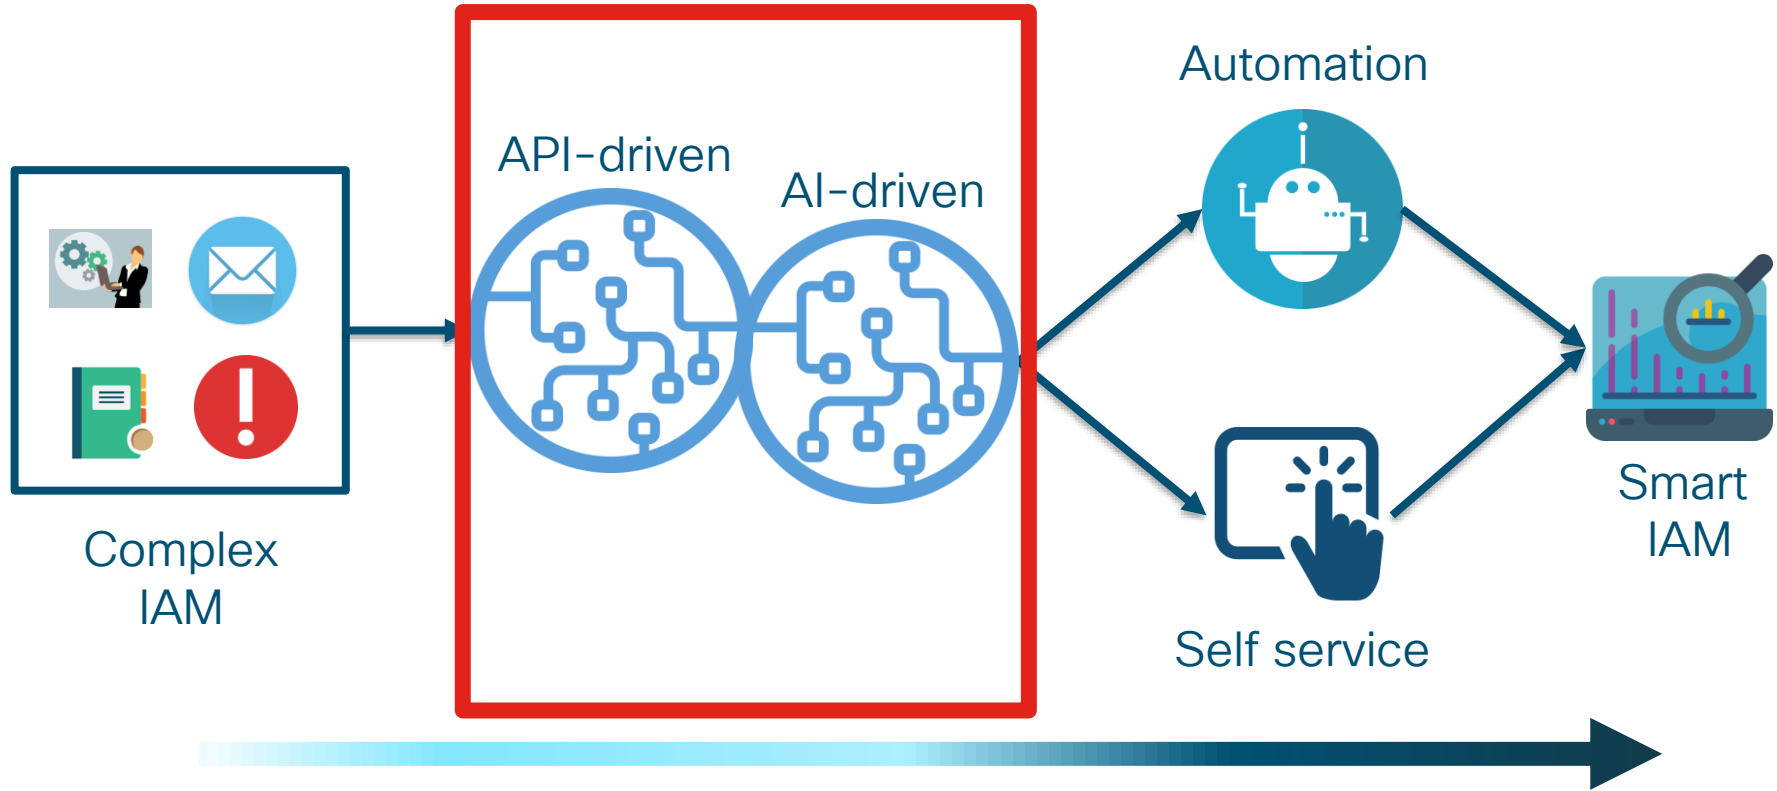 Complex
IAM
API-driven
AI-driven
Automation
Self service
Smart
IAM